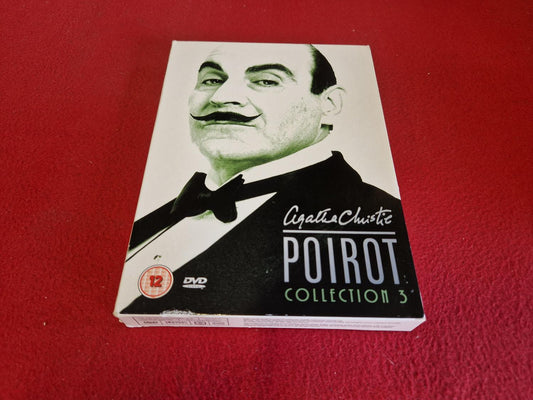 Agatha Christie
POIROT
COLLECTION 3
12
DVD